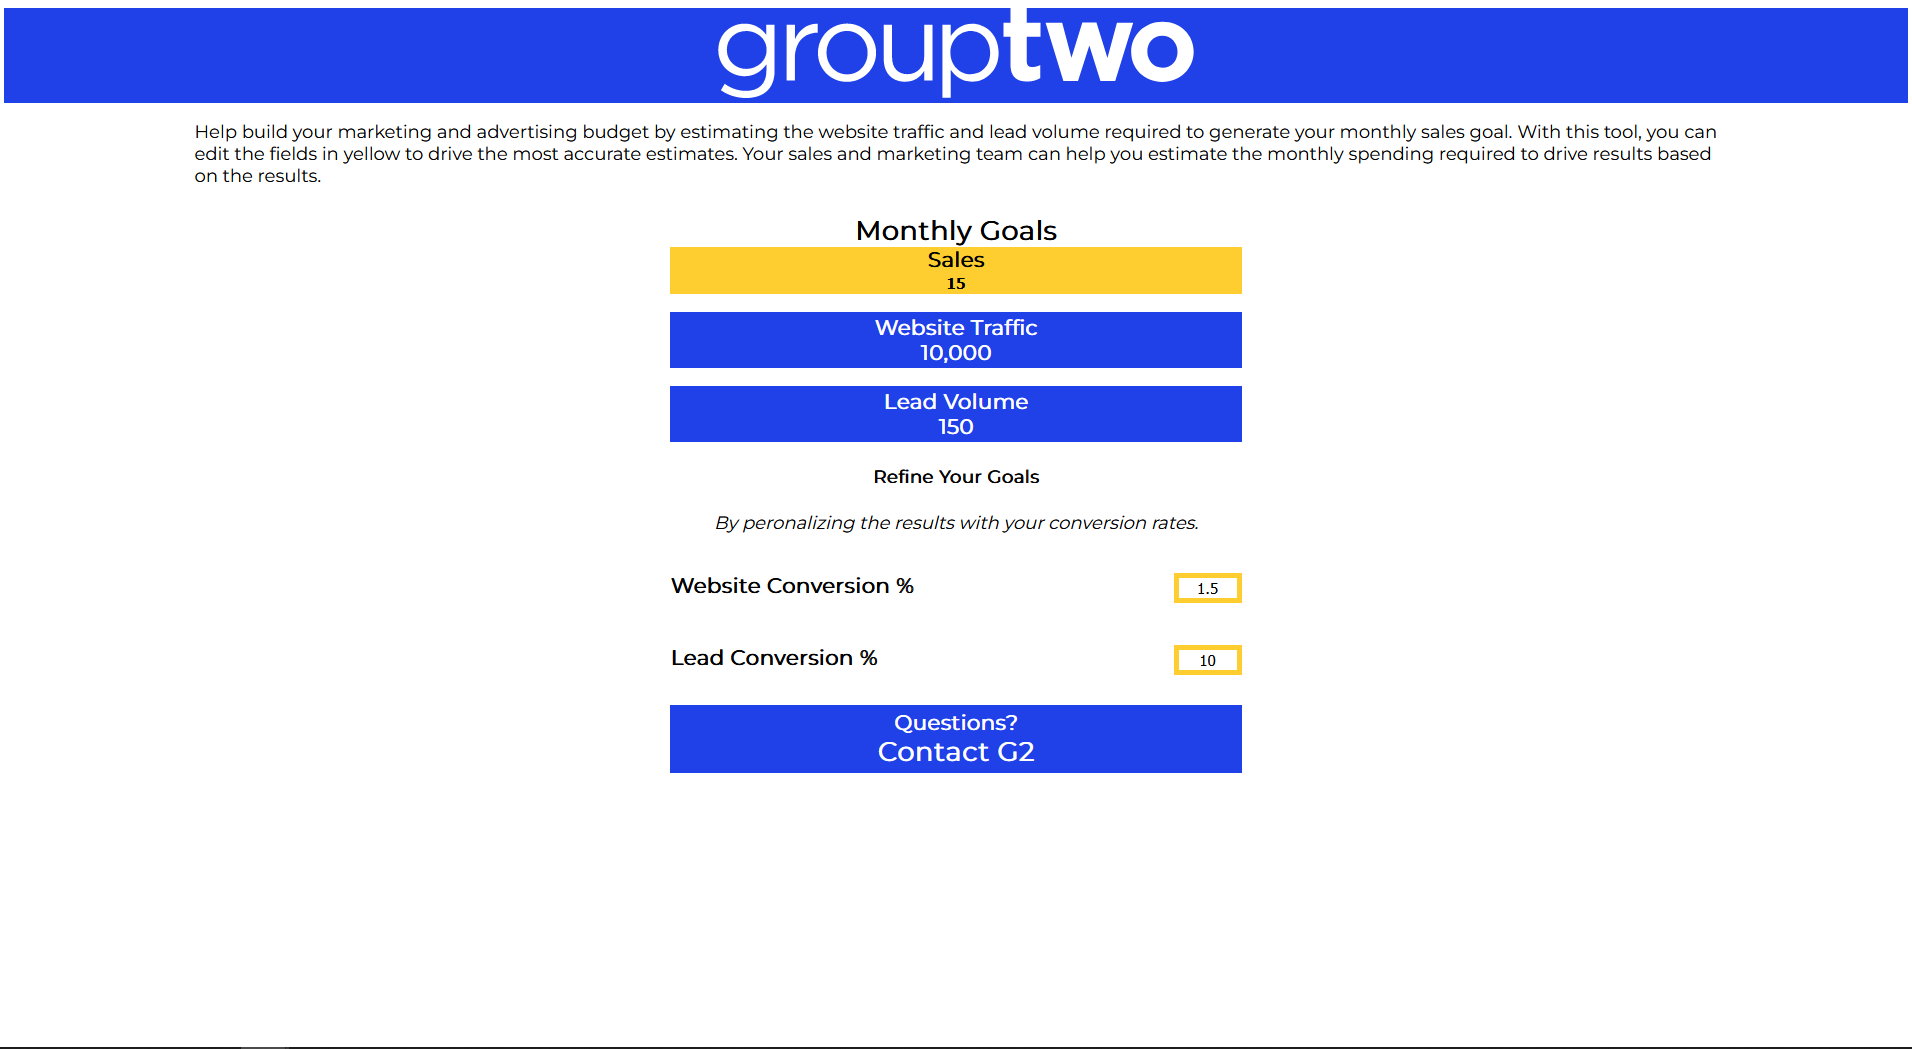 grouptwo
Help build your marketing and advertising budget by estimating the website traffic and lead volume required to generate your monthly sales goal. With this tool, you can
edit the fields in yellow to drive the most accurate estimates. Your sales and marketing team can help you estimate the monthly spending required to drive results based
on the results.
Monthly Goals
Sales
15
Website Traffic
10,000
Lead Volume
150
Refine Your Goals
By peronalizing the results with your conversion rates.
Website Conversion %
1.5
Lead Conversion %
10
Questions?
Contact G2